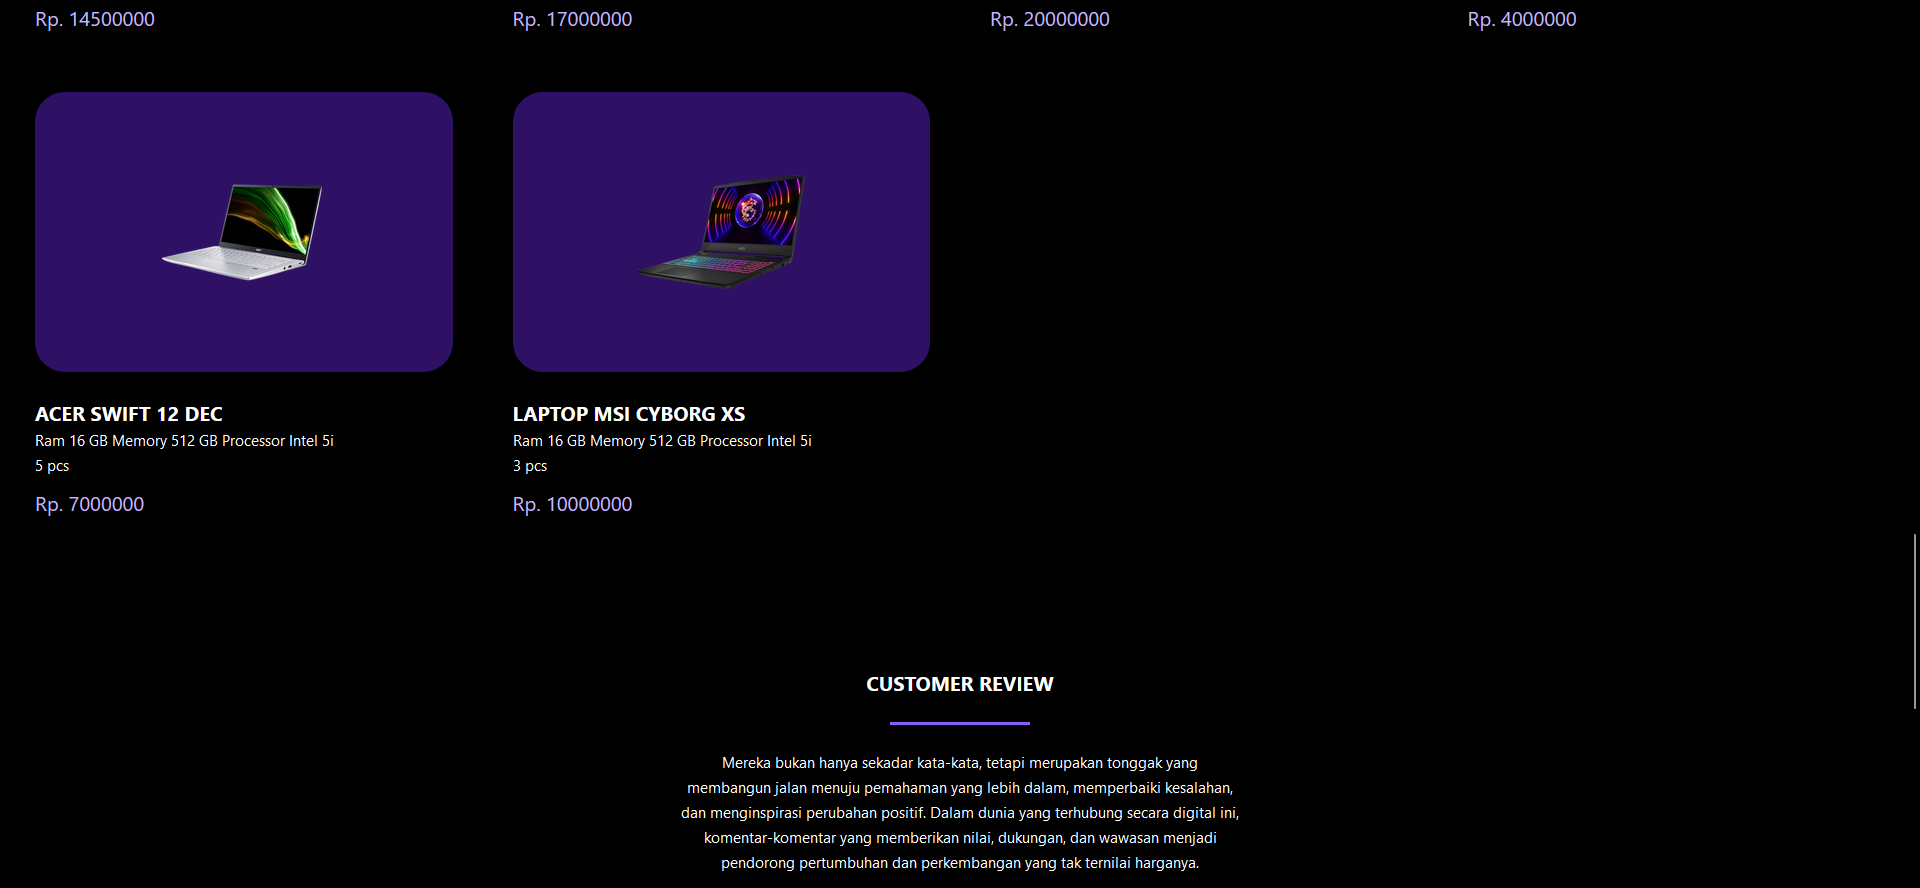 Rp. 14500000
Rp. 17000000
Rp. 20000000
Rp. 4000000
ACER SWIFT 12 DEC
Ram 16 GB Memory 512 GB Processor Intel 5i
5 pcs
Rp. 7000000
LAPTOP MSI CYBORG XS
Ram 16 GB Memory 512 GB Processor Intel 5i
3 pcs
Rp. 10000000
CUSTOMER REVIEW
Mereka bukan hanya sekadar kata-kata, tetapi merupakan tonggak yang
membangun jalan menuju pemahaman yang lebih dalam, memperbaiki kesalahan,
dan menginspirasi perubahan positif. Dalam dunia yang terhubung secara digital ini,
komentar-komentar yang memberikan nilai, dukungan, dan wawasan menjadi
pendorong pertumbuhan dan perkembangan yang tak ternilai harganya.